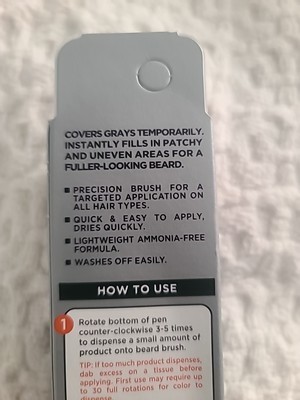 COVERS GRAYS TEMPORARILY.
INSTANTLY FILLS IN PATCHY
AND UNEVEN AREAS FOR A
FULLER-LOOKING BEARD.
▪ PRECISION BRUSH FOR A
TARGETED APPLICATION ON
ALL HAIR TYPES.
▪ QUICK & EASY TO APPLY,
DRIES QUICKLY.
▪ LIGHTWEIGHT AMMONIA-FREE
FORMULA.
▪ WASHES OFF EASILY.
HOW TO USE
1 Rotate bottom of pen
counter-clockwise 3-5 times
to dispense a small amount of
product onto beard brush.
TIP: If too much product dispenses,
dab excess on a tissue before
applying. First use may require up
to 30 full rotations for color to
dispense.